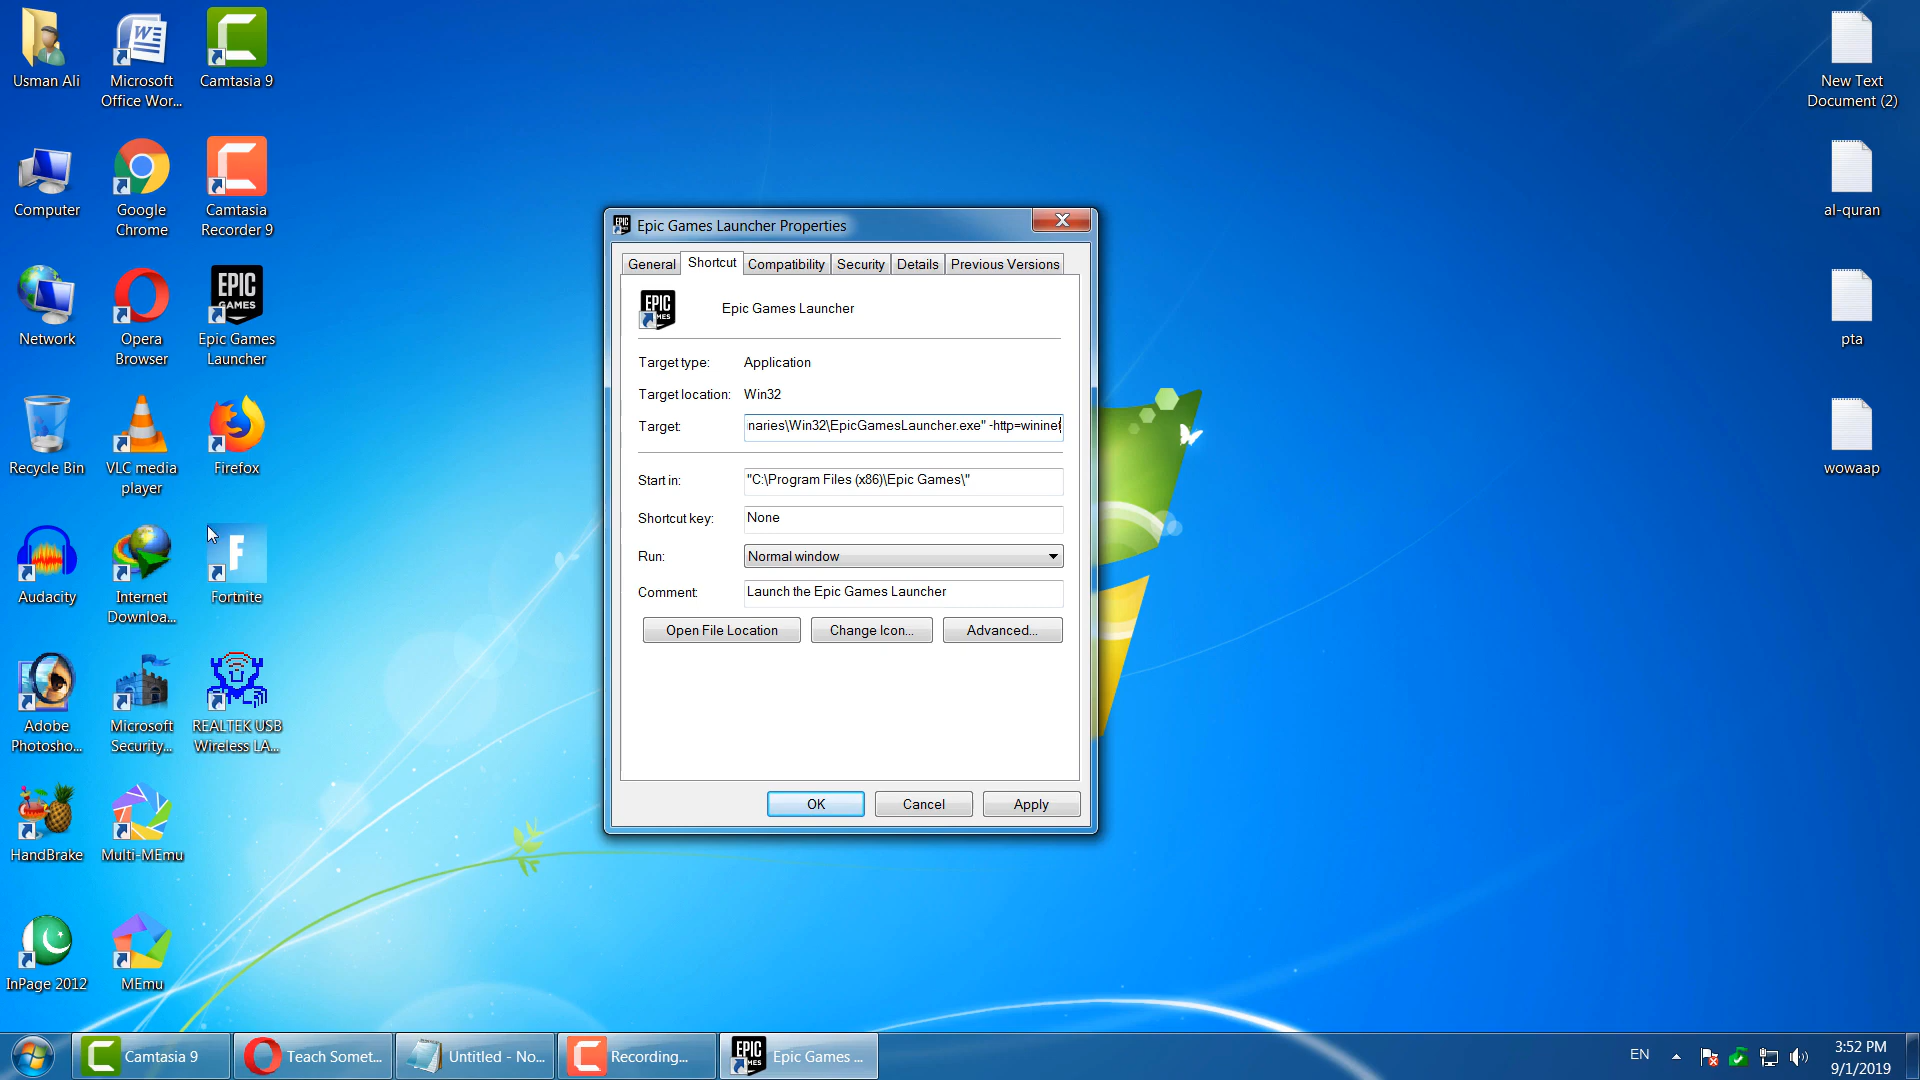 Usman Ali
Microsoft
Office Wor...
Camtasia 9
Computer
Google
Chrome
Camtasia
Recorder 9
Network
Opera
Browser
EPIC
GAMES
Epic Games
Launcher
Recycle Bin
VLC media
player
Firefox
Audacity
Internet
Downloa...
F
Fortnite
Adobe
Photosho...
Microsoft
Security...
REALTEK USB
Wireless LA...
HandBrake
Multi-MEmu
InPage 2012
MEmu
New Text
Document (2)
al-quran
pta
wowaap
Epic Games Launcher Properties
General
Shortcut
Compatibility
Security
Details
Previous Versions
EPIC
Epic Games Launcher
Target type:
Application
Target location:
Win32
Target:
naries\Win32\EpicGamesLauncher.exe" -http=wininet
Start in:
"C:\Program Files (x86)\Epic Games\"
Shortcut key:
None
Run:
Normal window
Comment:
Launch the Epic Games Launcher
Open File Location
Change Icon...
Advanced...
OK
Cancel
Apply
Camtasia 9
Teach Somet...
Untitled - No...
Recording...
EPIC
Epic Games ...
EN
3:52 PM
9/1/2019